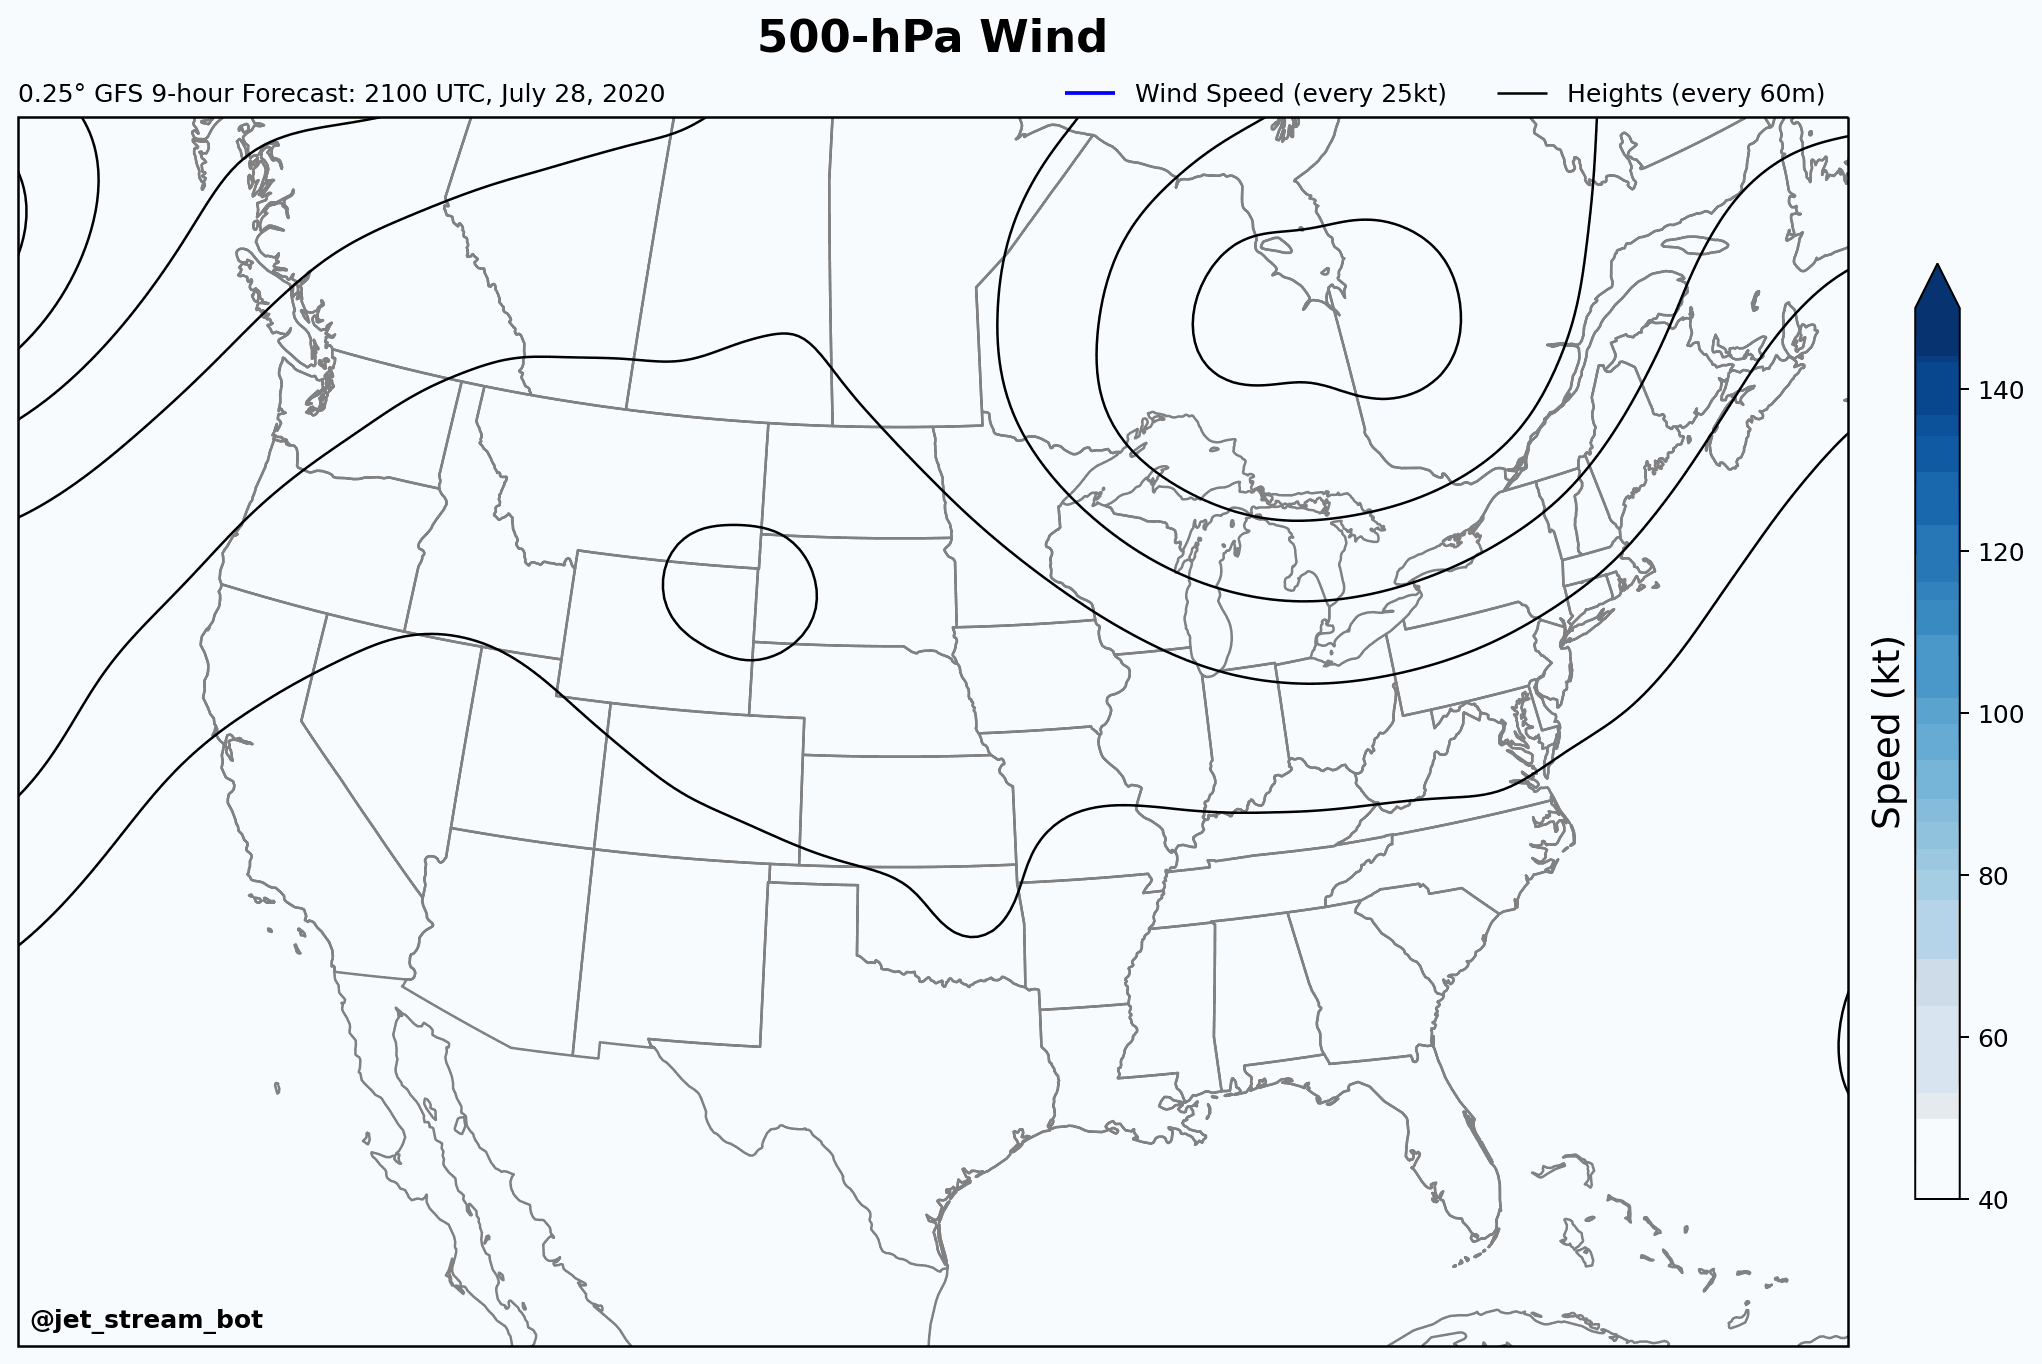 500-hPa Wind
0.25° GFS 9-hour Forecast: 2100 UTC, July 28, 2020
Wind Speed (every 25kt)
Heights (every 60m)
140
120
100
80
60
40
Speed (kt)
@jet_stream_bot